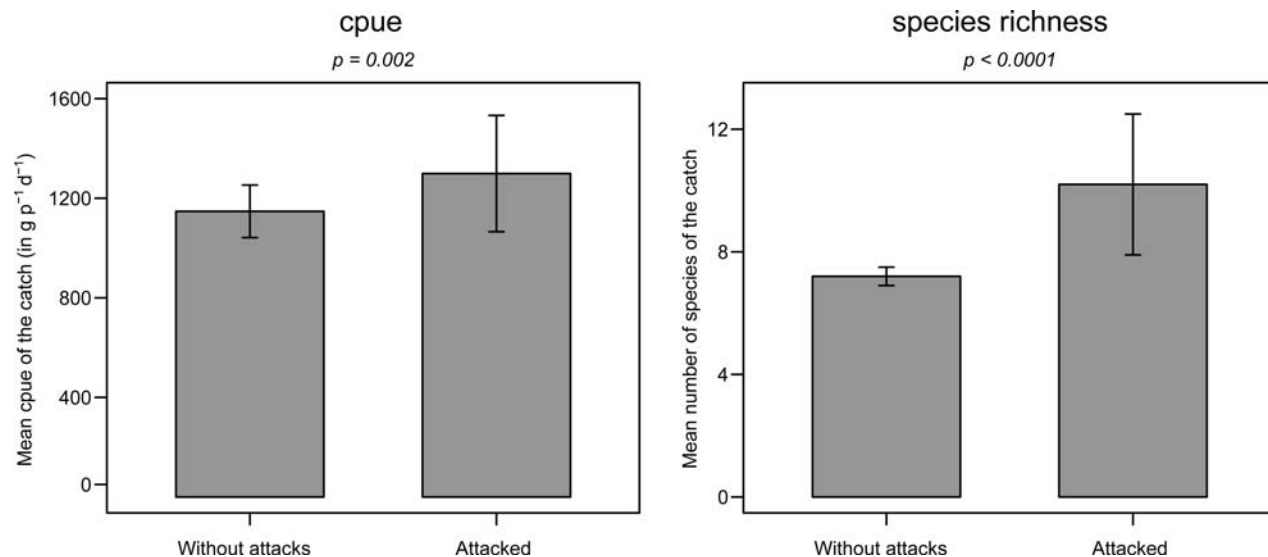 cpue
p = 0.002
Mean cpue of the catch (in g p⁻¹ d⁻¹)
1600
1200
800
400
0
Without attacks
Attacked
species richness
p < 0.0001
Mean number of species of the catch
12
8
4
0
Without attacks
Attacked